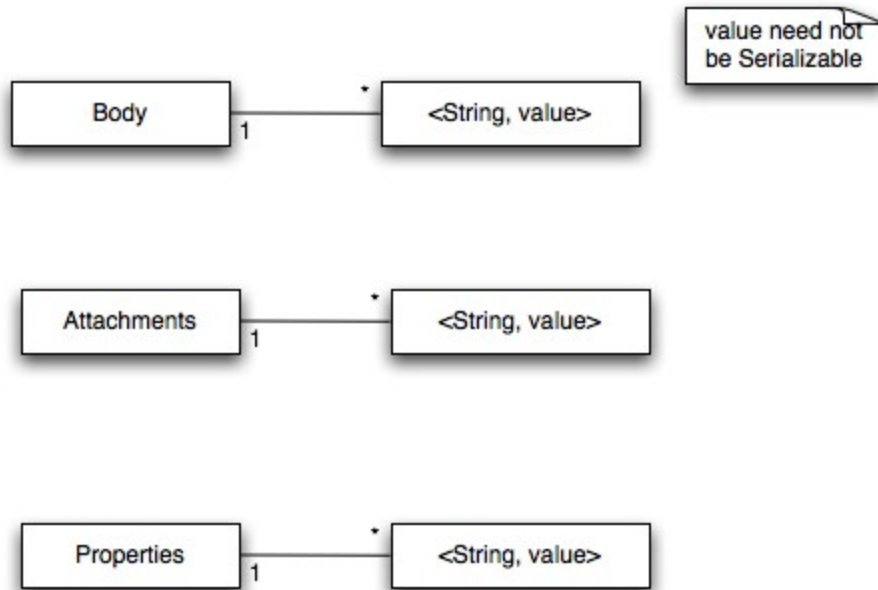 value need not
be Serializable
*
Body
<String, value>
1
*
Attachments
<String, value>
1
*
Properties
<String, value>
1